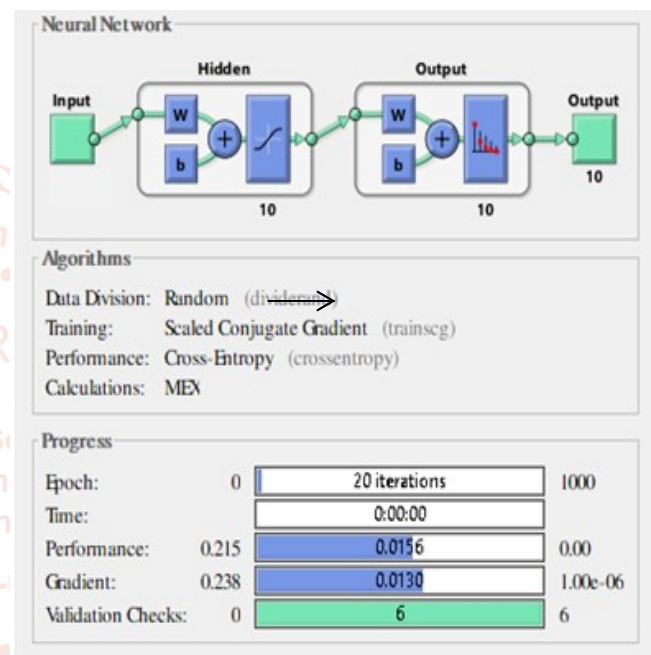 Neural Network
Hidden
Output
Input
Output
W
W
b
b
10
10
10
Algorithms
Data Division: Random (dividerand)
Training: Scaled Conjugate Gradient (trainscg)
Performance: Cross-Entropy (crossentropy)
Calculations: MEX
Progress
Epoch: 0 20 iterations 1000
Time: 0:00:00
Performance: 0.215 0.0156 0.00
Gradient: 0.238 0.0130 1.00e-06
Validation Checks: 0 6 6